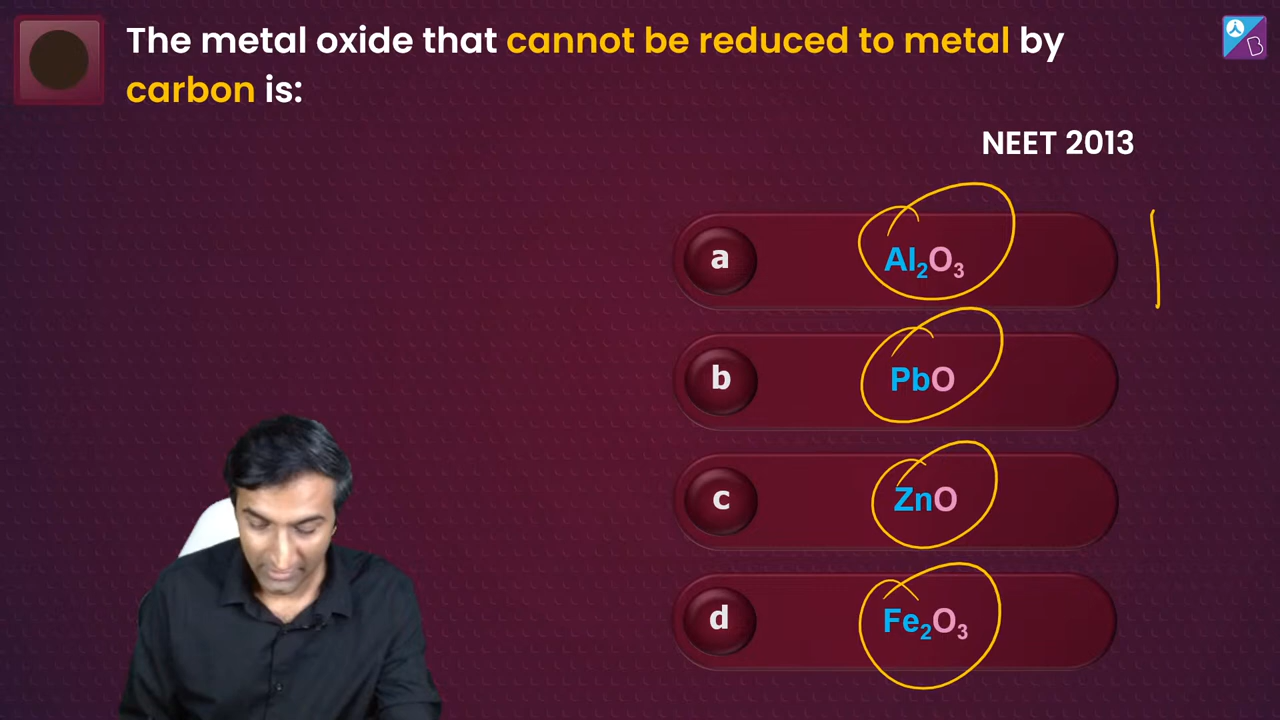 The metal oxide that cannot be reduced to metal by
carbon is:
NEET 2013
a Al₂O₃
b PbO
c ZnO
d Fe₂O₃
B